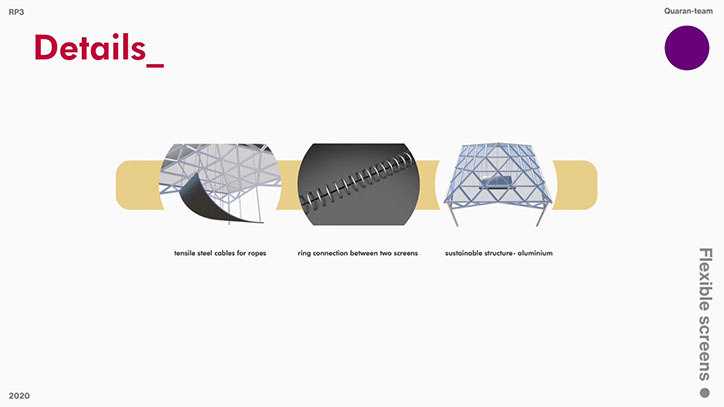 RP3
Quaran-team
Details_
tensile steel cables for ropes
ring connection between two screens
sustainable structure- aluminium
Flexible screens
2020